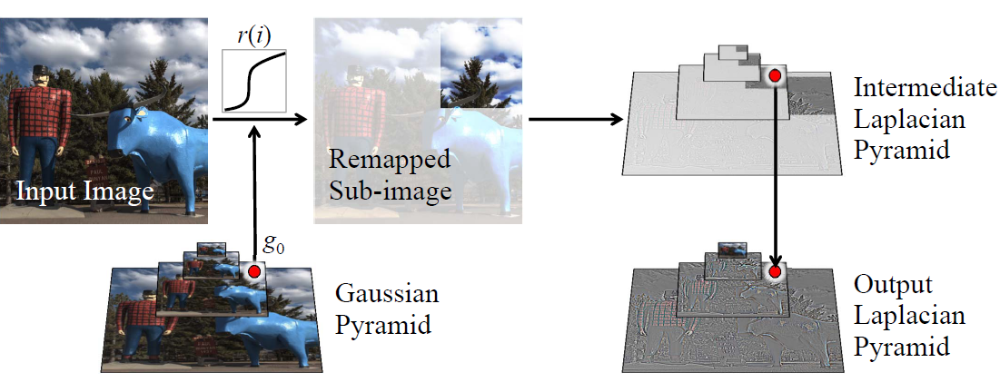 r(i)
Input Image
Remapped
Sub-image
Intermediate
Laplacian
Pyramid
g₀
Gaussian
Pyramid
Output
Laplacian
Pyramid